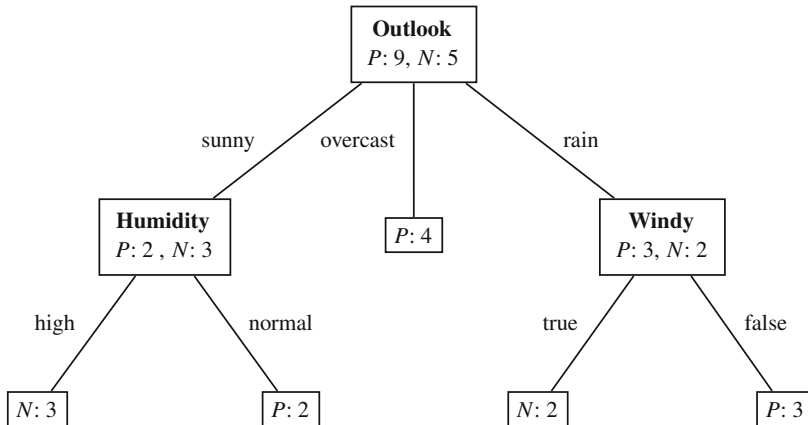 Outlook
P: 9, N: 5
sunny
overcast
rain
Humidity
P: 2 , N: 3
P: 4
Windy
P: 3, N: 2
high
normal
true
false
N: 3
P: 2
N: 2
P: 3